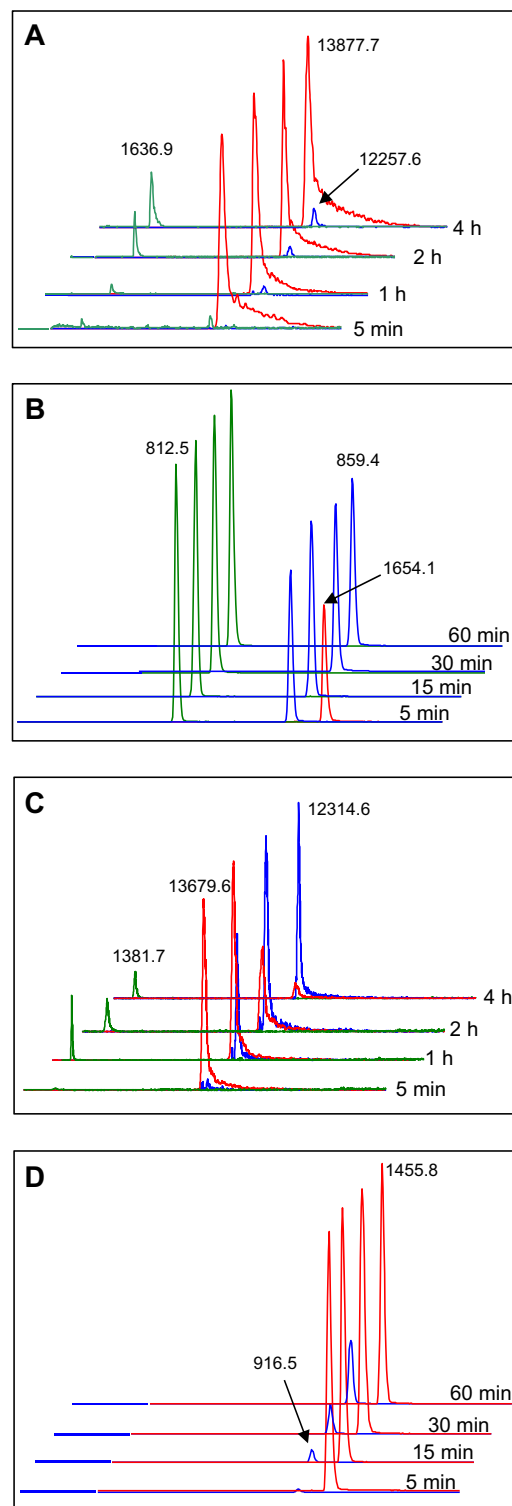 A
13877.7
1636.9
12257.6
4 h
2 h
1 h
5 min
B
812.5
859.4
1654.1
60 min
30 min
15 min
5 min
C
12314.6
13679.6
1381.7
4 h
2 h
1 h
5 min
D
1455.8
916.5
60 min
30 min
15 min
5 min